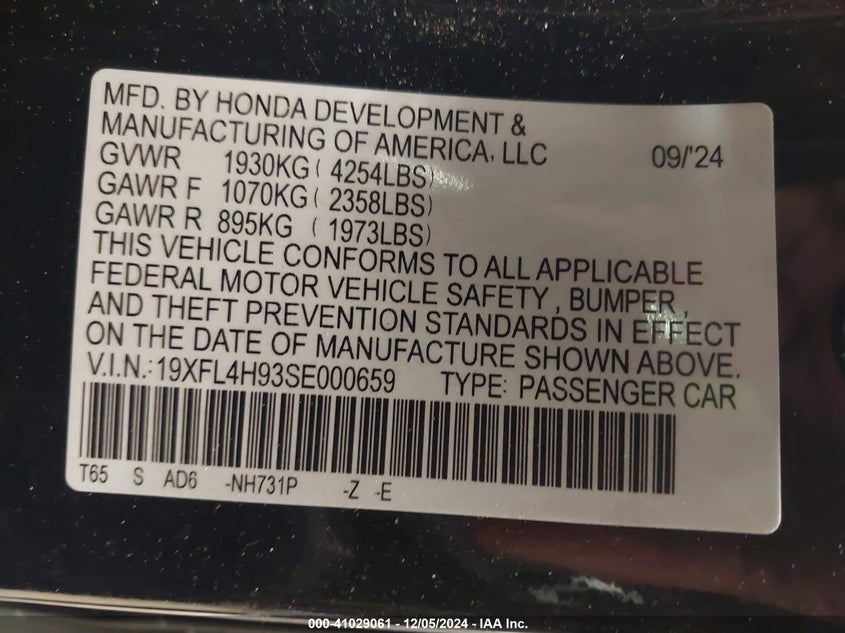 MFD. BY HONDA DEVELOPMENT &
MANUFACTURING OF AMERICA, LLC 09/'24
GVWR 1930KG ( 4254LBS)
GAWR F 1070KG ( 2358LBS)
GAWR R 895KG ( 1973LBS)
THIS VEHICLE CONFORMS TO ALL APPLICABLE
FEDERAL MOTOR VEHICLE SAFETY , BUMPER ,
AND THEFT PREVENTION STANDARDS IN EFFECT
ON THE DATE OF MANUFACTURE SHOWN ABOVE.
V.I.N.:19XFL4H93SE000659 TYPE: PASSENGER CAR
T65 S AD6 -NH731P -Z -E
000-41029061 - 12/05/2024 - IAA Inc.